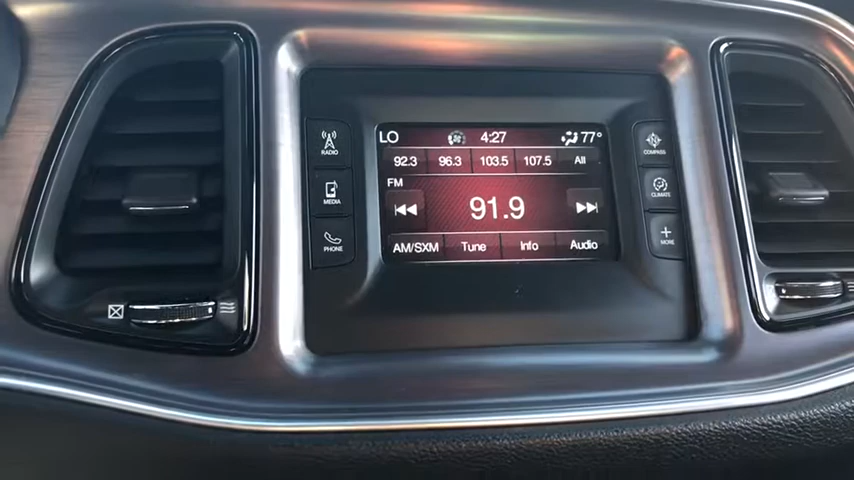 LO 4:27 77°
92.3 96.3 103.5 107.5 All
FM
91.9
AM/SXM Tune Info Audio
RADIO
MEDIA
PHONE
COMPASS
CLIMATE
MORE